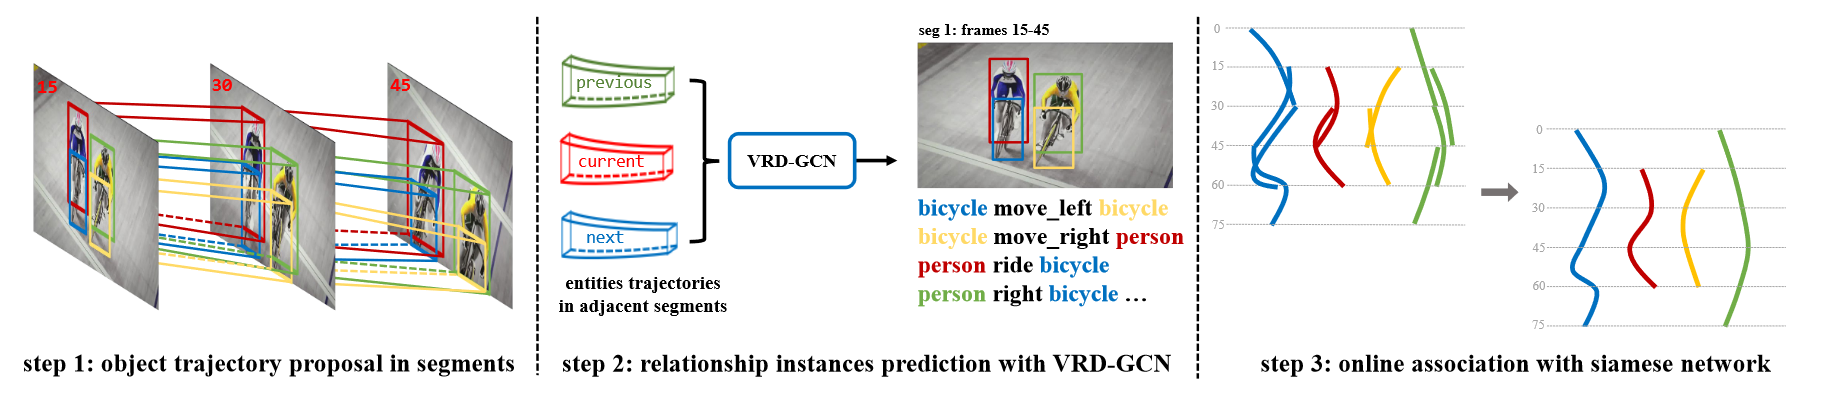 15
30
45
step 1: object trajectory proposal in segments
previous
current
next
entities trajectories
in adjacent segments
VRD-GCN
seg 1: frames 15-45
bicycle move_left bicycle
bicycle move_right person
person ride bicycle
person right bicycle …
step 2: relationship instances prediction with VRD-GCN
0
15
30
45
60
75
0
15
30
45
60
75
step 3: online association with siamese network